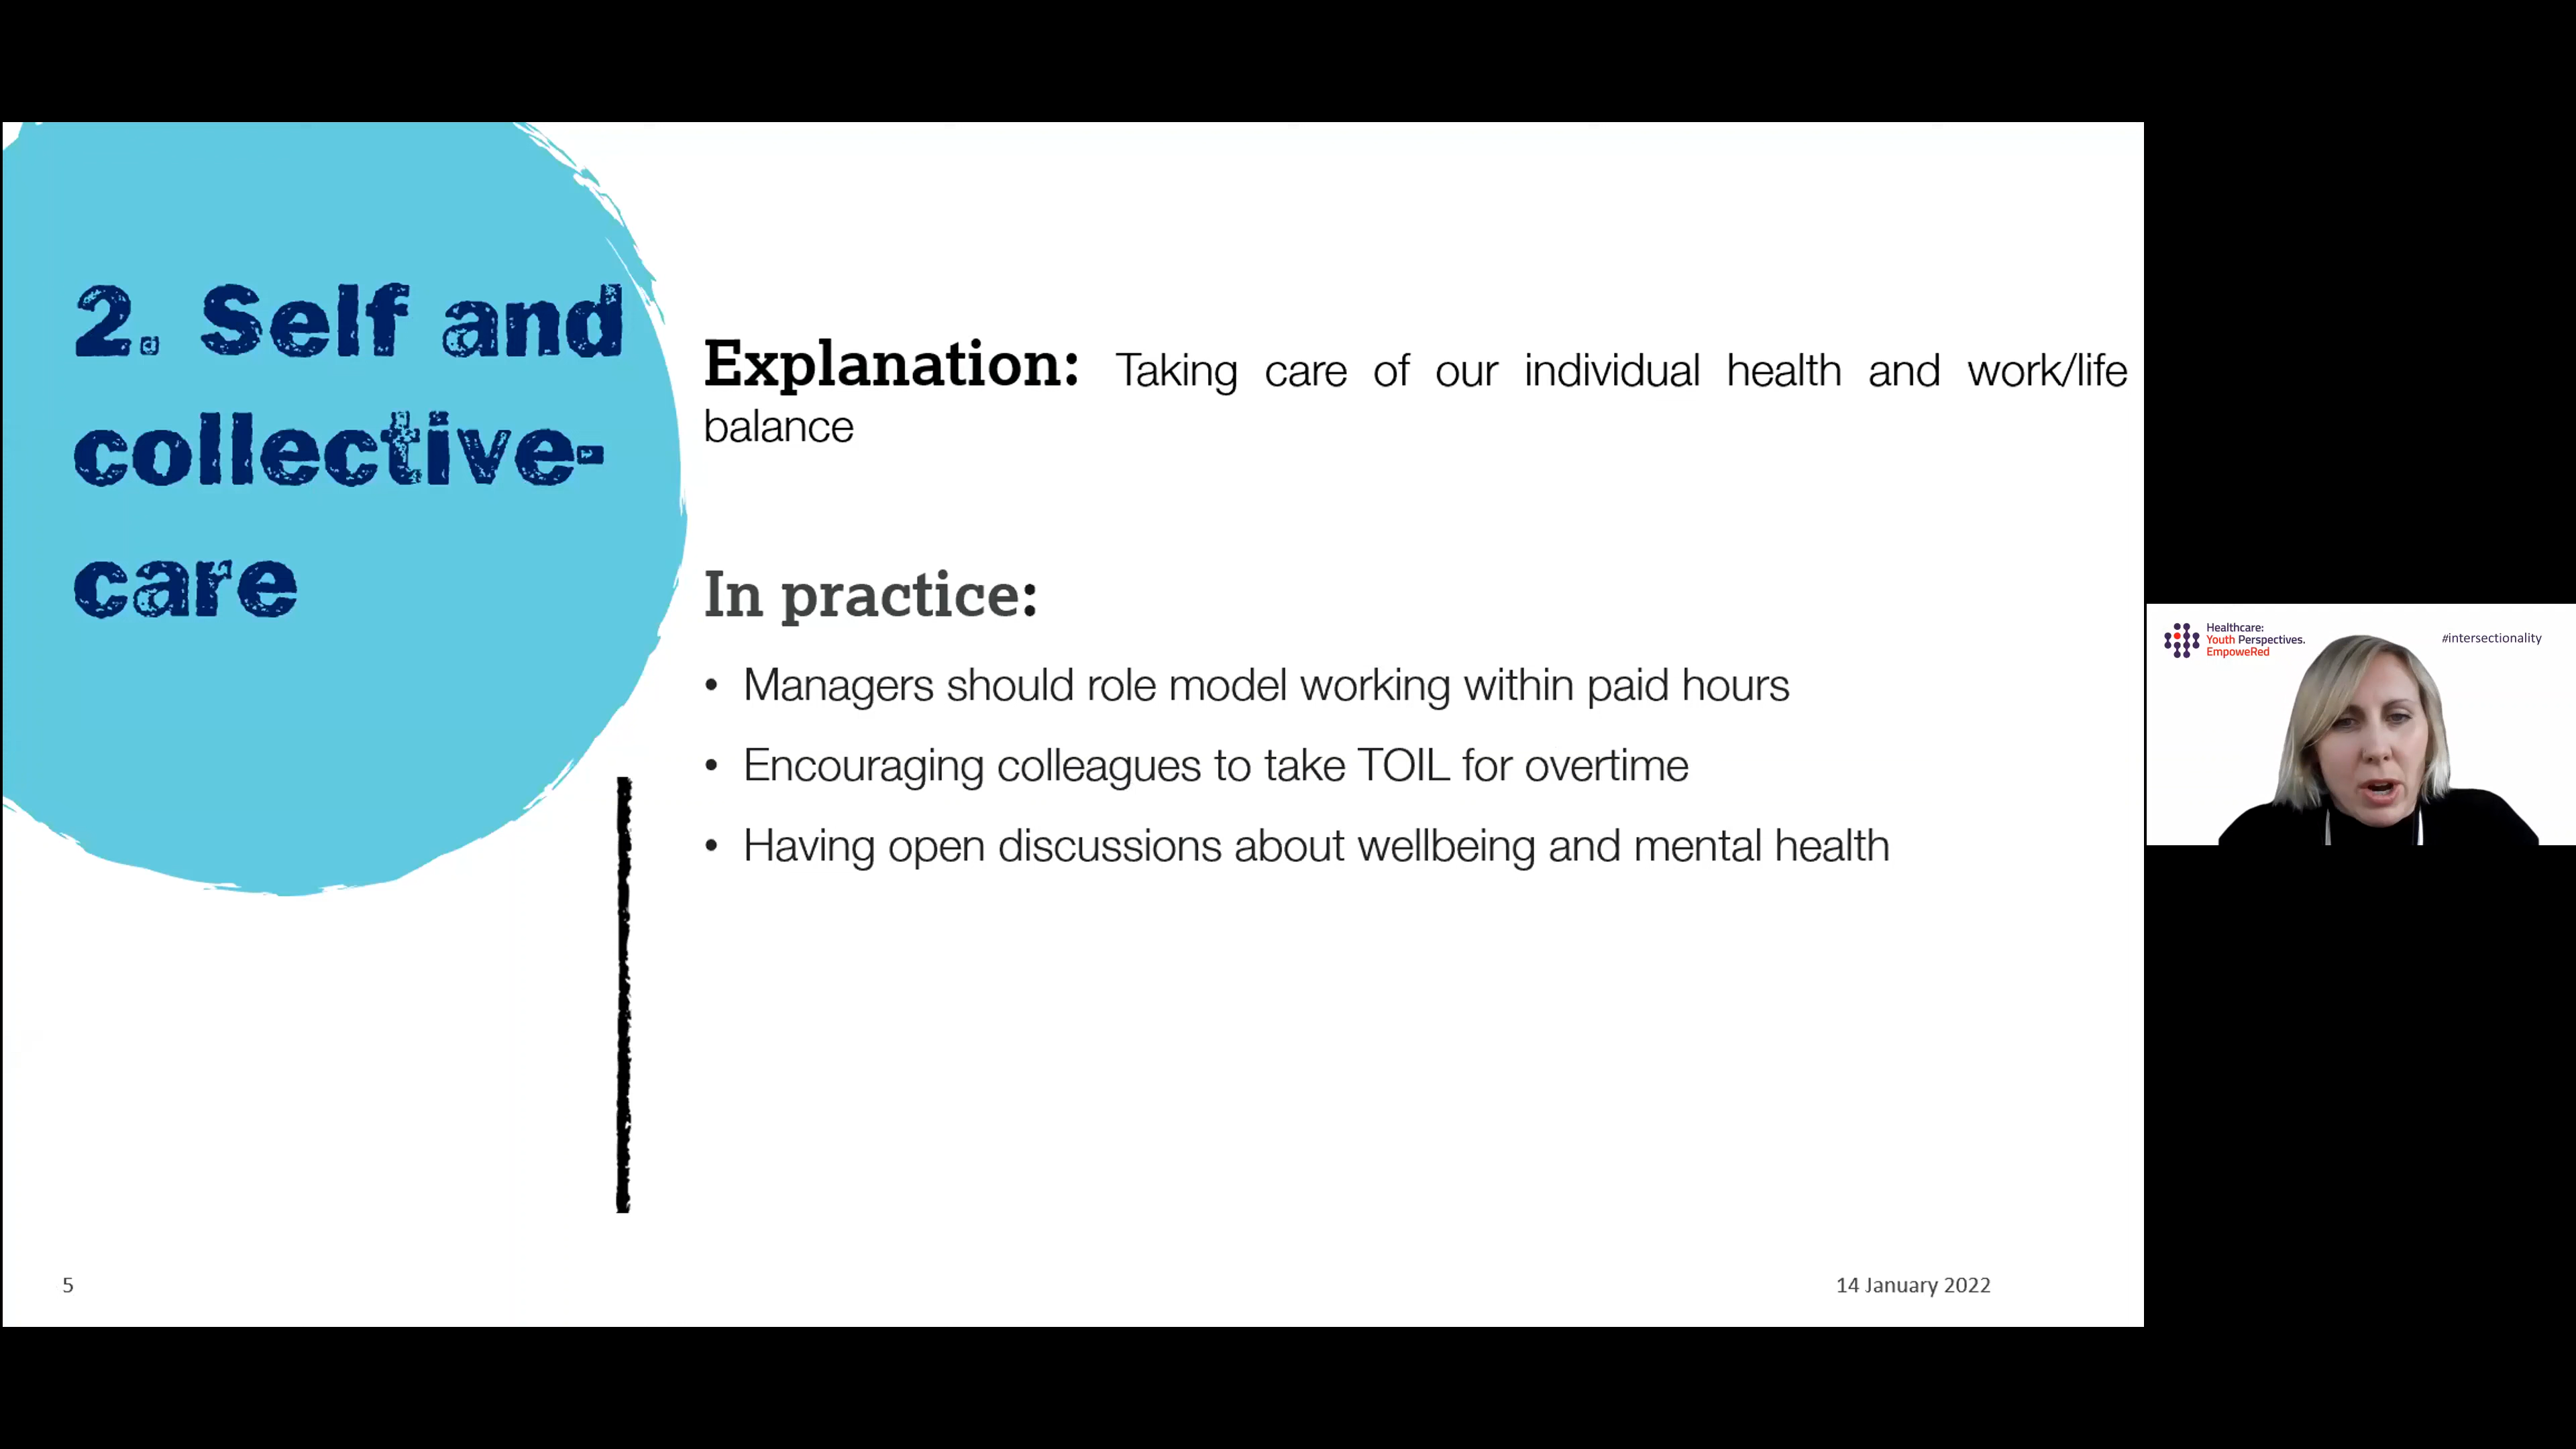 2. Self and
collective-
care
Explanation: Taking care of our individual health and work/life
balance
In practice:
• Managers should role model working within paid hours
• Encouraging colleagues to take TOIL for overtime
• Having open discussions about wellbeing and mental health
5
14 January 2022
Healthcare:
Youth Perspectives.
EmpoweRed
#intersectionality